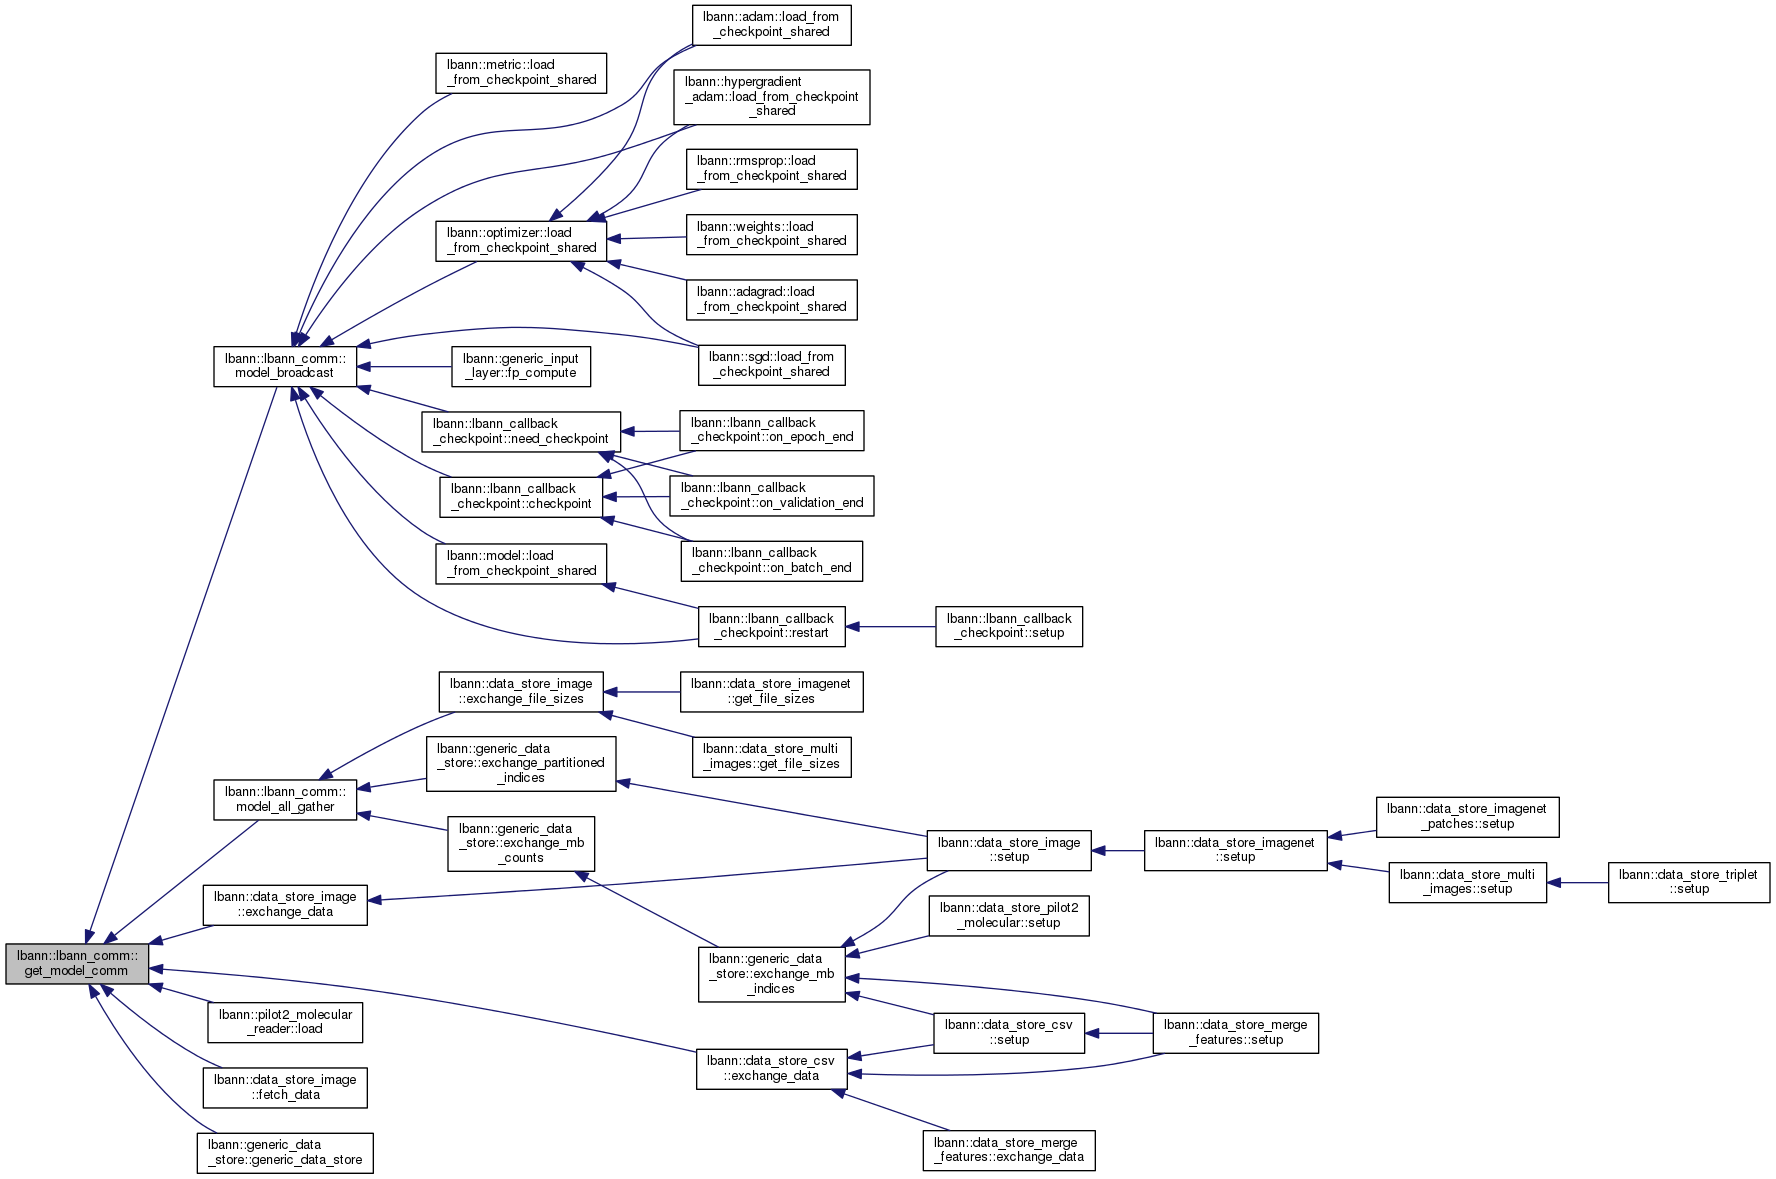 lbann::adam::load_from
_checkpoint_shared
lbann::metric::load
_from_checkpoint_shared
lbann::hypergradient
_adam::load_from_checkpoint
_shared
lbann::rmsprop::load
_from_checkpoint_shared
lbann::optimizer::load
_from_checkpoint_shared
lbann::weights::load
_from_checkpoint_shared
lbann::adagrad::load
_from_checkpoint_shared
lbann::lbann_comm::
model_broadcast
lbann::generic_input
_layer::fp_compute
lbann::sgd::load_from
_checkpoint_shared
lbann::lbann_callback
_checkpoint::need_checkpoint
lbann::lbann_callback
_checkpoint::on_epoch_end
lbann::lbann_callback
_checkpoint::checkpoint
lbann::lbann_callback
_checkpoint::on_validation_end
lbann::model::load
_from_checkpoint_shared
lbann::lbann_callback
_checkpoint::on_batch_end
lbann::lbann_callback
_checkpoint::restart
lbann::lbann_callback
_checkpoint::setup
lbann::data_store_image
::exchange_file_sizes
lbann::data_store_imagenet
::get_file_sizes
lbann::generic_data
_store::exchange_partitioned
_indices
lbann::data_store_multi
_images::get_file_sizes
lbann::lbann_comm::
model_all_gather
lbann::generic_data
_store::exchange_mb
_counts
lbann::data_store_image
::setup
lbann::data_store_imagenet
::setup
lbann::data_store_imagenet
_patches::setup
lbann::data_store_multi
_images::setup
lbann::data_store_triplet
::setup
lbann::data_store_image
::exchange_data
lbann::data_store_pilot2
_molecular::setup
lbann::lbann_comm::
get_model_comm
lbann::generic_data
_store::exchange_mb
_indices
lbann::pilot2_molecular
_reader::load
lbann::data_store_csv
::setup
lbann::data_store_merge
_features::setup
lbann::data_store_image
::fetch_data
lbann::data_store_csv
::exchange_data
lbann::generic_data
_store::generic_data_store
lbann::data_store_merge
_features::exchange_data